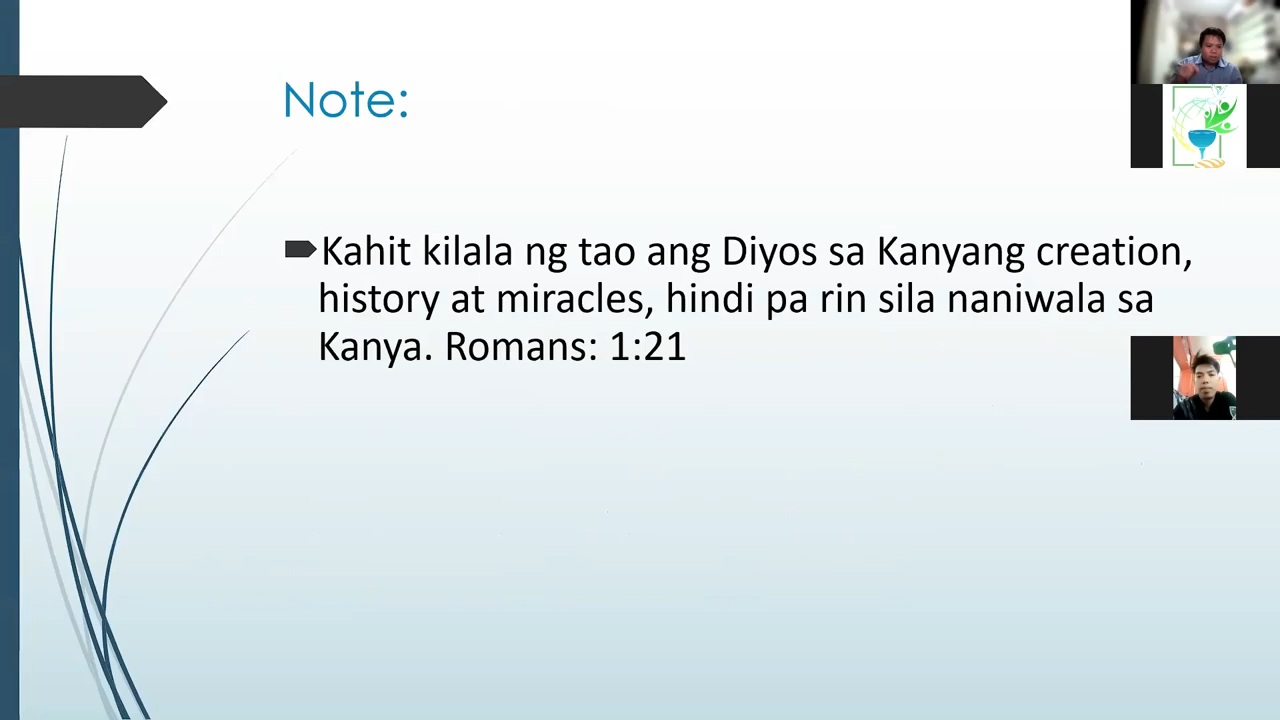 Note:
Kahit kilala ng tao ang Diyos sa Kanyang creation,
history at miracles, hindi pa rin sila naniwala sa
Kanya. Romans: 1:21